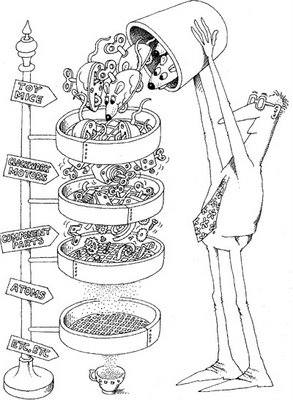 TOY
MICE
CLOCKWORK
MOTORS
COMPONENT
PARTS
ATOMS
ETC. ETC